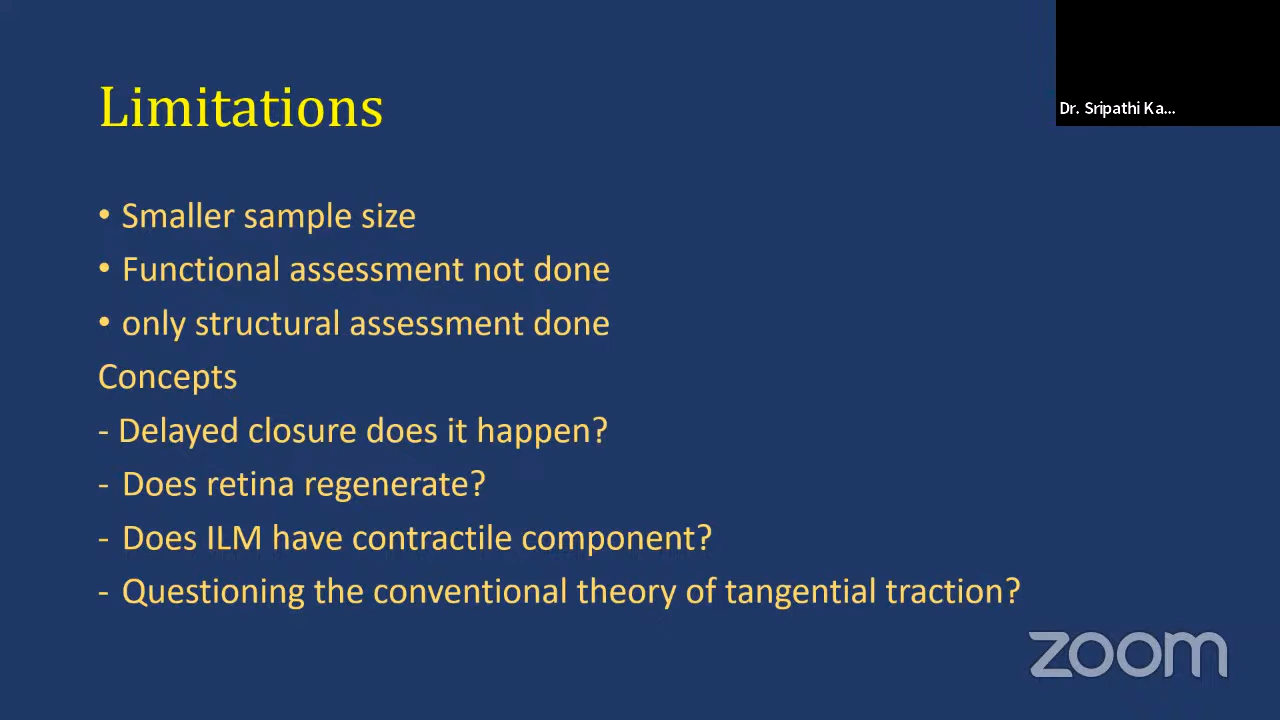 Dr. Sripathi Ka...
Limitations
• Smaller sample size
• Functional assessment not done
• only structural assessment done
Concepts
- Delayed closure does it happen?
- Does retina regenerate?
- Does ILM have contractile component?
- Questioning the conventional theory of tangential traction?
zoom